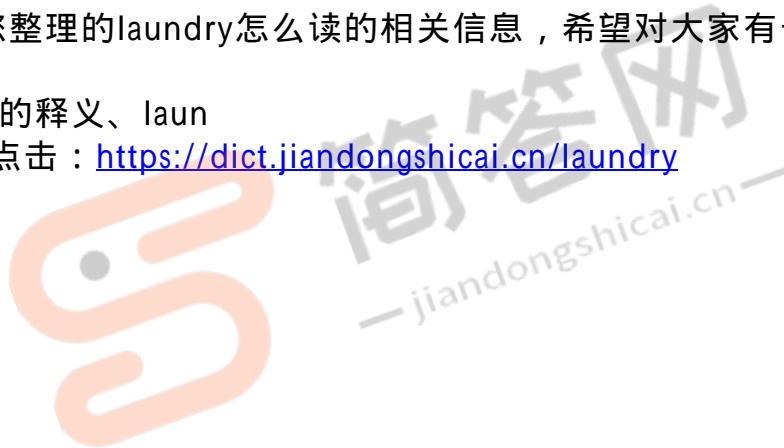 整理的laundry怎么读的相关信息，希望对大家有
的释义、laun
点击：https://dict.jiandongshicai.cn/laundry
简答网
jiandongshicai.cn